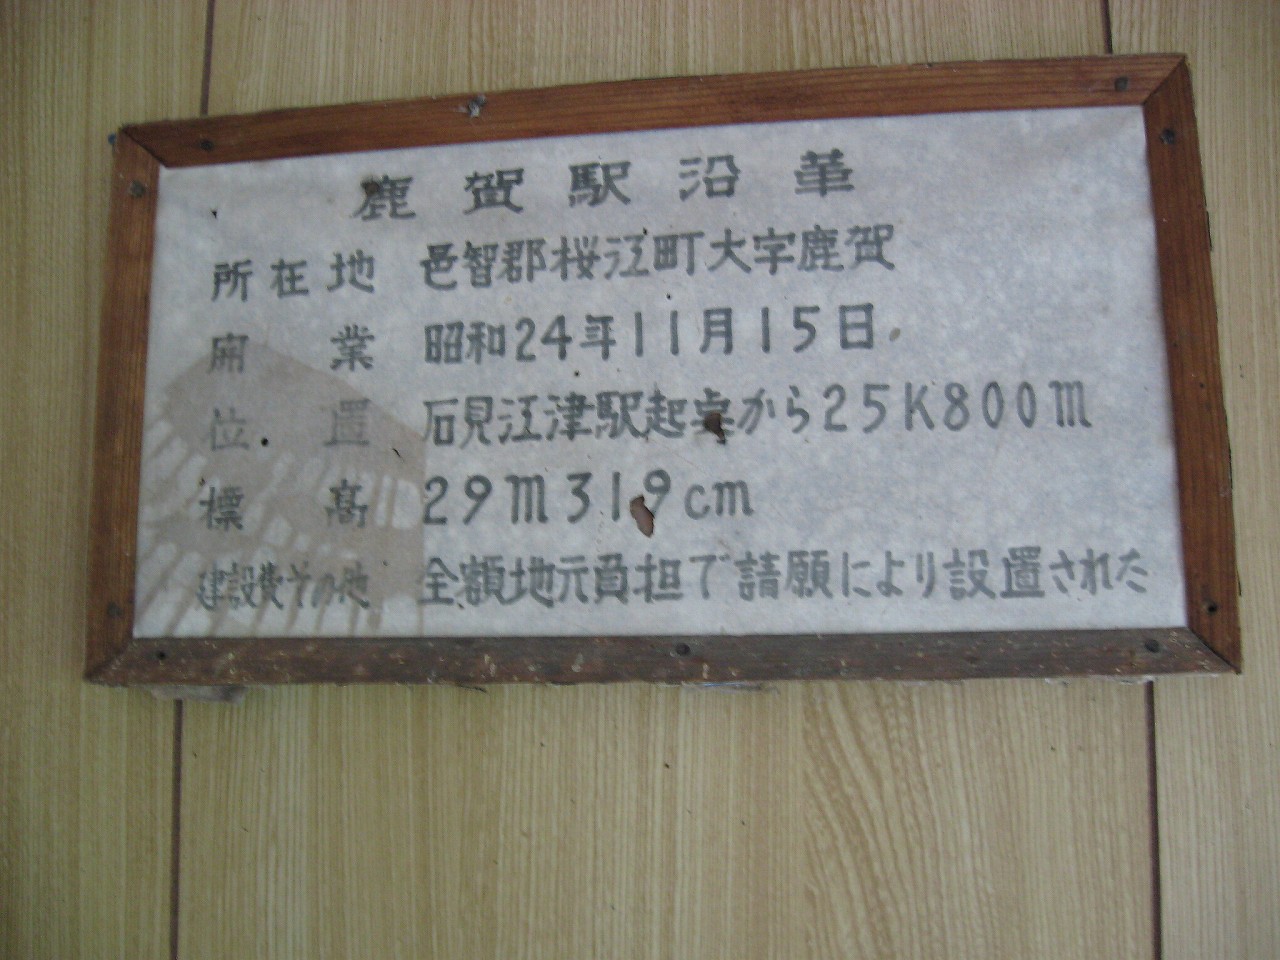 鹿賀駅沿革
所在地 邑智郡桜江町大字鹿賀
開業 昭和24年11月15日
位置 石見江津駅起点から25K800m
標高 29m319cm
建設費その他 全額地元負担で請願により設置された